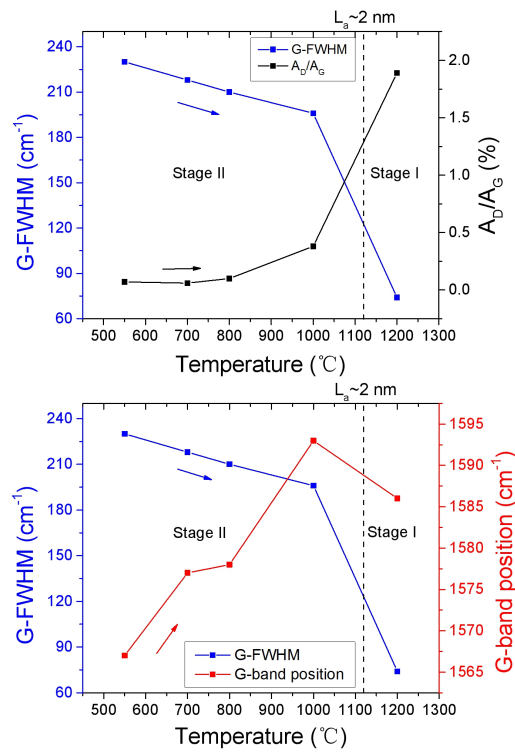 Lₐ~2 nm
G-FWHM
A_D/A_G
240
210
180
150
120
90
60
2.0
1.5
1.0
0.5
0.0
Stage II
Stage I
G-FWHM (cm⁻¹)
A_D/A_G (%)
500 600 700 800 900 1000 1100 1200 1300
Temperature (℃)
Lₐ~2 nm
240
210
180
150
120
90
60
1595
1590
1585
1580
1575
1570
1565
Stage II
Stage I
G-FWHM (cm⁻¹)
G-band position (cm⁻¹)
G-FWHM
G-band position
500 600 700 800 900 1000 1100 1200 1300
Temperature (℃)